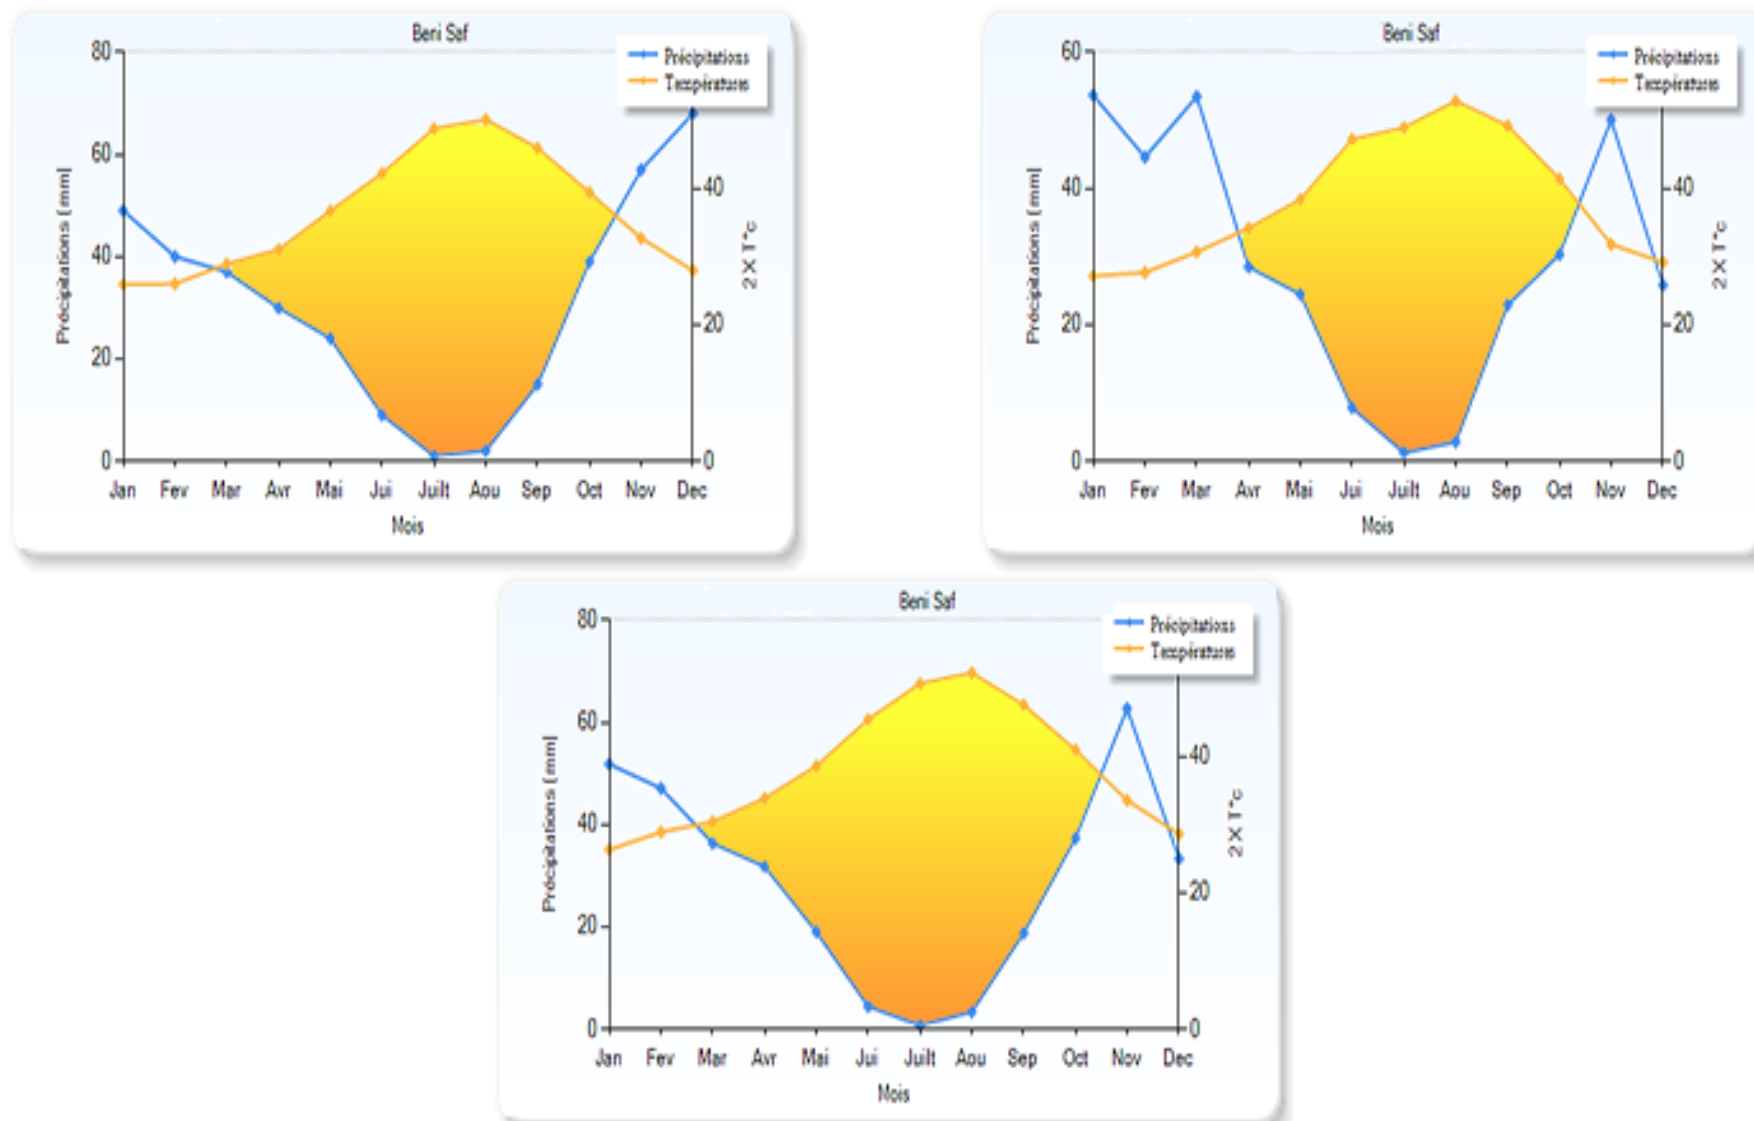 Beni Saf
Précipitations
Températures
80
60
40
20
0
Précipitations (mm)
40
20
0
2 X T°c
Jan Fev Mar Avr Mai Jui Juilt Aou Sep Oct Nov Dec
Mois
Beni Saf
Précipitations
Températures
60
40
20
0
Précipitations (mm)
40
20
0
2 X T°c
Jan Fev Mar Avr Mai Jui Juilt Aou Sep Oct Nov Dec
Mois
Beni Saf
Précipitations
Températures
80
60
40
20
0
Précipitations (mm)
40
20
0
2 X T°c
Jan Fev Mar Avr Mai Jui Juilt Aou Sep Oct Nov Dec
Mois